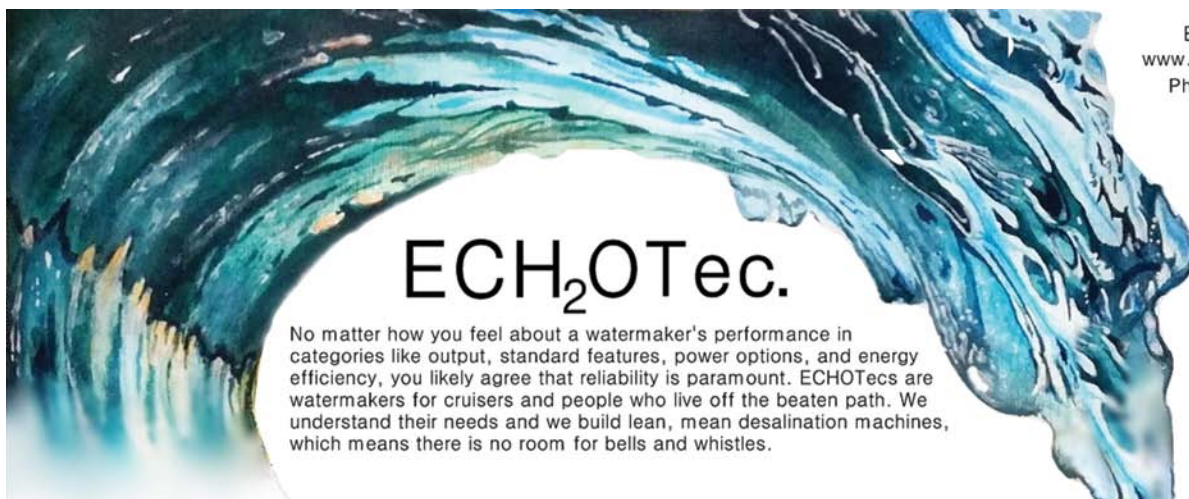 www.
ECH₂OTec.
No matter how you feel about a watermaker's performance in
categories like output, standard features, power options, and energy
efficiency, you likely agree that reliability is paramount. ECHOTecs are
watermakers for cruisers and people who live off the beaten path. We
understand their needs and we build lean, mean desalination machines,
which means there is no room for bells and whistles.